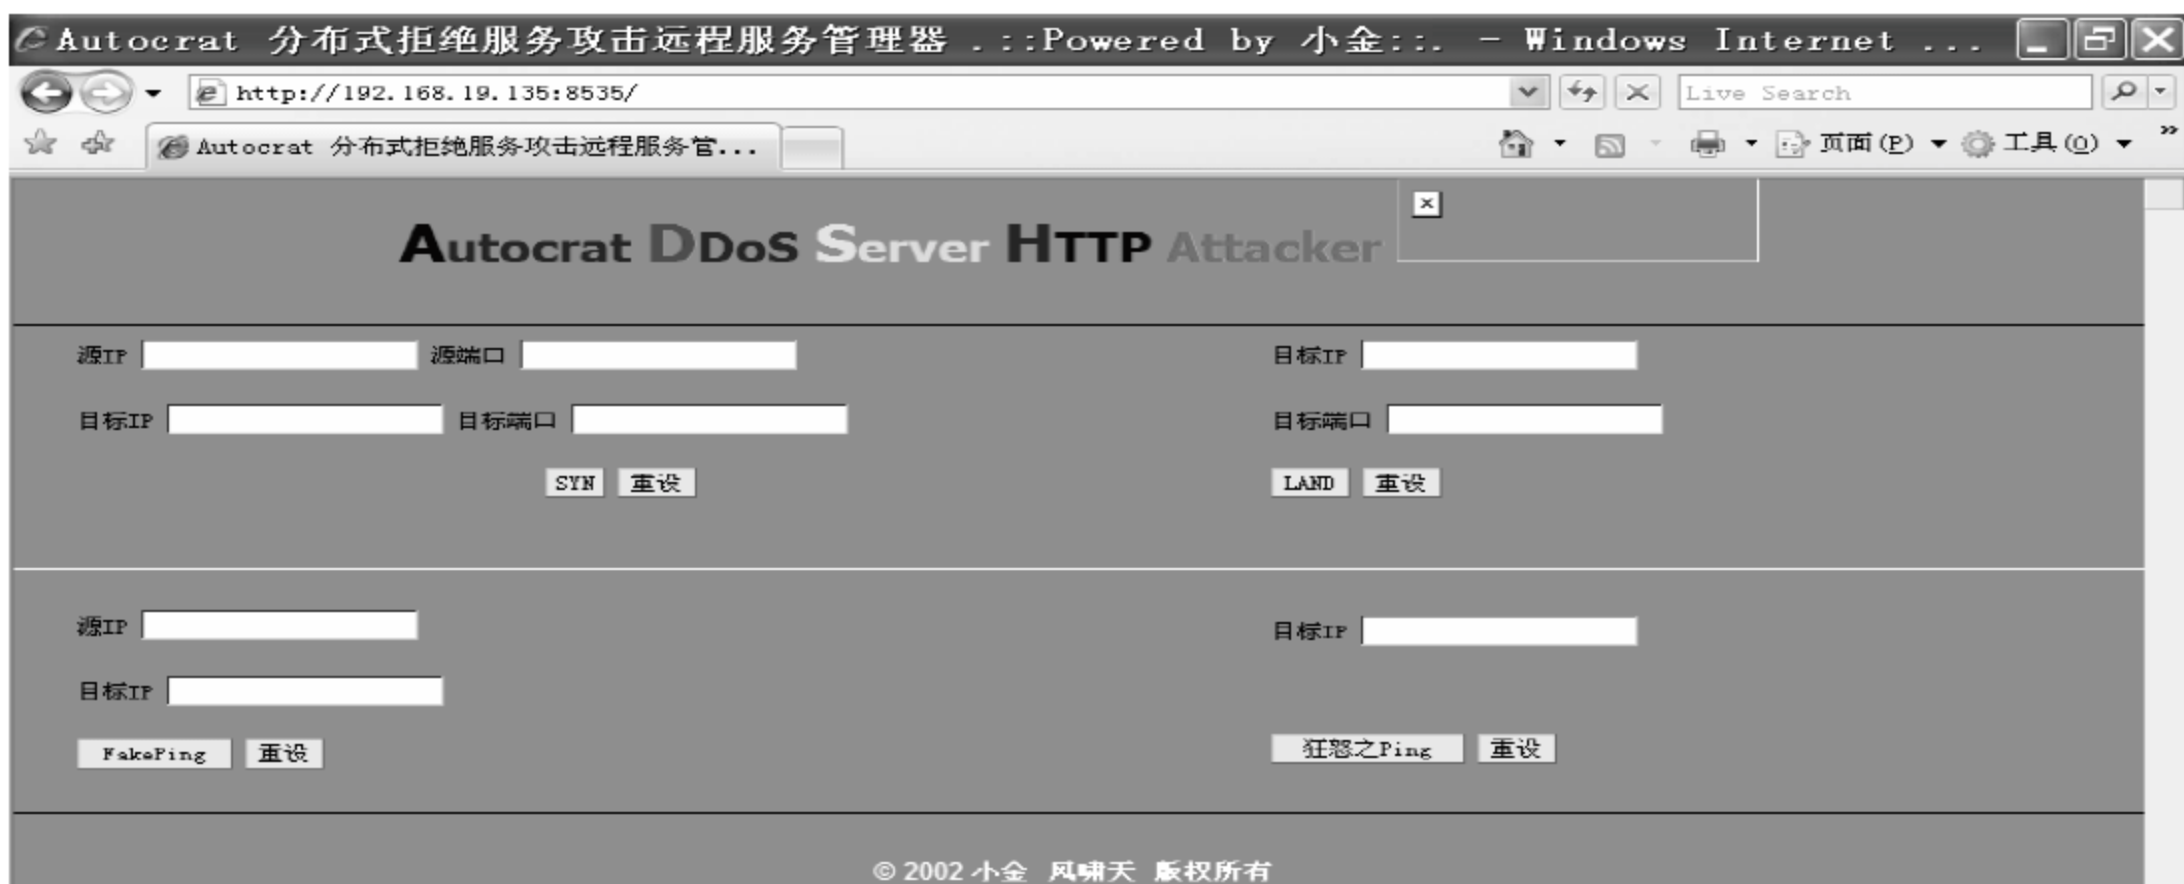 Autocrat 分布式拒绝服务攻击远程服务管理器 .::Powered by 小金::. - Windows Internet ...
http://192.168.19.135:8535/
Live Search
Autocrat 分布式拒绝服务攻击远程服务管...
页面(P)
工具(O)
»
Autocrat DDoS Server HTTP Attacker
源IP 源端口 目标IP
目标IP 目标端口 目标端口
SYN 重设 LAND 重设
源IP 目标IP
目标IP
FakePing 重设 狂怒之Ping 重设
© 2002 小金 风啸天 版权所有